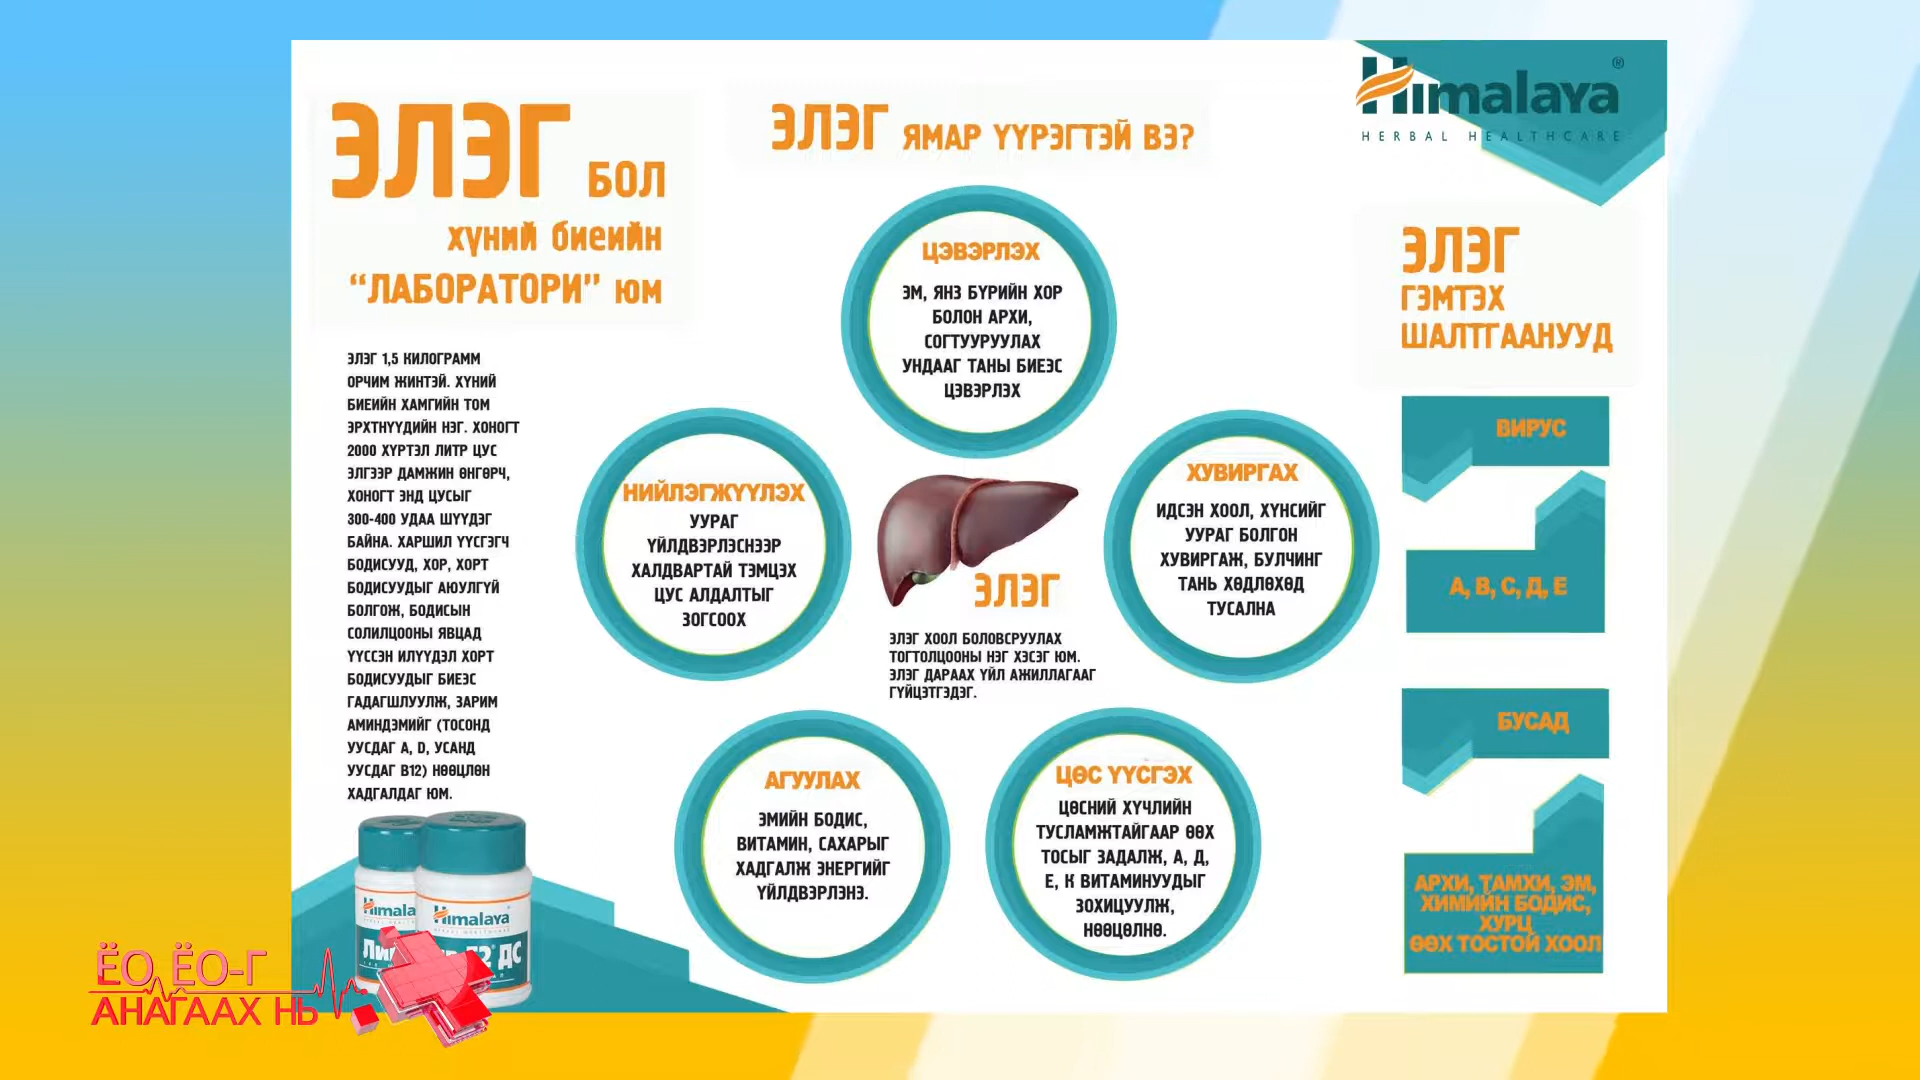 ЭЛЭГ БОЛ
ХҮНИЙ БИЕИЙН
“ЛАБОРАТОРИ” ЮМ
ЭЛЭГ 1,5 КИЛОГРАММ
ОРЧИМ ЖИНТЭЙ. ХҮНИЙ
БИЕИЙН ХАМГИЙН ТОМ
ЭРХТНҮҮДИЙН НЭГ. ХОНОГТ
2000 ХҮРТЭЛ ЛИТР ЦУС
ЭЛГЭЭР ДАМЖИН ӨНГӨРЧ,
ХОНОГТ ЭНД ЦУСЫГ
300-400 УДАА ШҮҮДЭГ
БАЙНА. ХАРШИЛ ҮҮСГЭГЧ
БОДИСУУД, ХОР, ХОРТ
БОДИСУУДЫГ АЮУЛГҮЙ
БОЛГОЖ, БОДИСЫН
СОЛИЛЦООНЫ ЯВЦАД
ҮҮССЭН ИЛҮҮДЭЛ ХОРТ
БОДИСУУДЫГ БИЕЭС
ГАДАГШЛУУЛЖ, ЗАРИМ
АМИНДЭМИЙГ (ТОСОНД
УУСДАГ A, D, УСАНД
УУСДАГ B12) НӨӨЦЛӨН
ХАДГАЛДАГ ЮМ.
ЭЛЭГ ЯМАР ҮҮРЭГТЭЙ ВЭ?
ЦЭВЭРЛЭХ
ЭМ, ЯНЗ БҮРИЙН ХОР
БОЛОН АРХИ,
СОГТУУРУУЛАХ
УНДААГ ТАНЫ БИЕЭС
ЦЭВЭРЛЭХ
НИЙЛЭГЖҮҮЛЭХ
УУРАГ
ҮЙЛДВЭРЛЭСНЭЭР
ХАЛДВАРТАЙ ТЭМЦЭХ
ЦУС АЛДАЛТЫГ
ЗОГСООХ
ХУВИРГАХ
ИДСЭН ХООЛ, ХҮНСИЙГ
УУРАГ БОЛГОН
ХУВИРГАЖ, БУЛЧИНГ
ТАНЬ ХӨДЛӨХӨД
ТУСАЛНА
ЭЛЭГ
ЭЛЭГ ХООЛ БОЛОВСРУУЛАХ
ТОГТОЛЦООНЫ НЭГ ХЭСЭГ ЮМ.
ЭЛЭГ ДАРААХ ҮЙЛ АЖИЛЛАГААГ
ГҮЙЦЭТГЭДЭГ.
АГУУЛАХ
ЭМИЙН БОДИС,
ВИТАМИН, САХАРЫГ
ХАДГАЛЖ ЭНЕРГИЙГ
ҮЙЛДВЭРЛЭНЭ.
ЦӨС ҮҮСГЭХ
ЦӨСНИЙ ХҮЧЛИЙН
ТУСЛАМЖТАЙГААР ӨӨХ
ТОСЫГ ЗАДАЛЖ, А, Д,
Е, К ВИТАМИНУУДЫГ
ЗОХИЦУУЛЖ,
НӨӨЦӨЛНӨ.
Himalaya®
HERBAL HEALTHCARE
ЭЛЭГ
ГЭМТЭХ
ШАЛТГААНУУД
ВИРУС
А, В, С, Д, Е
БУСАД
АРХИ, ТАМХИ, ЭМ,
ХИМИЙН БОДИС,
ХУРЦ
ӨӨХ ТОСТОЙ ХООЛ
Himala
Himalaya
ДС
ЁО, ЁО-Г
АНАГААХ НЬ